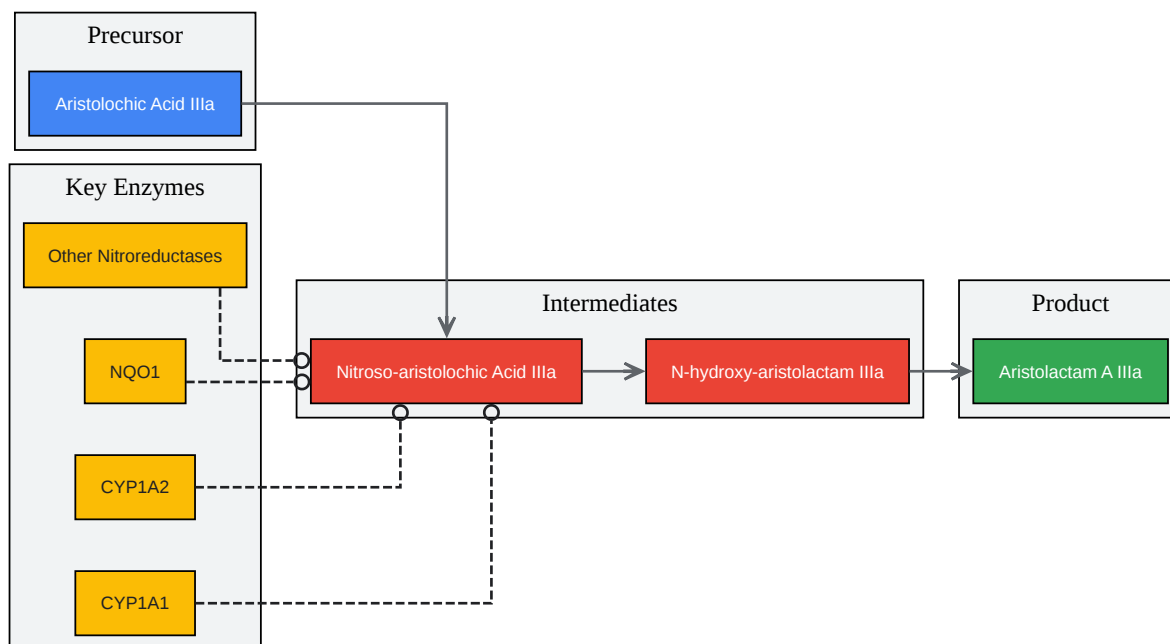 Precursor
Aristolochic Acid IIIa
Key Enzymes
Other Nitroreductases
NQO1
CYP1A2
CYP1A1
Intermediates
Nitroso-aristolochic Acid IIIa
N-hydroxy-aristolactam IIIa
Product
Aristolactam A IIIa